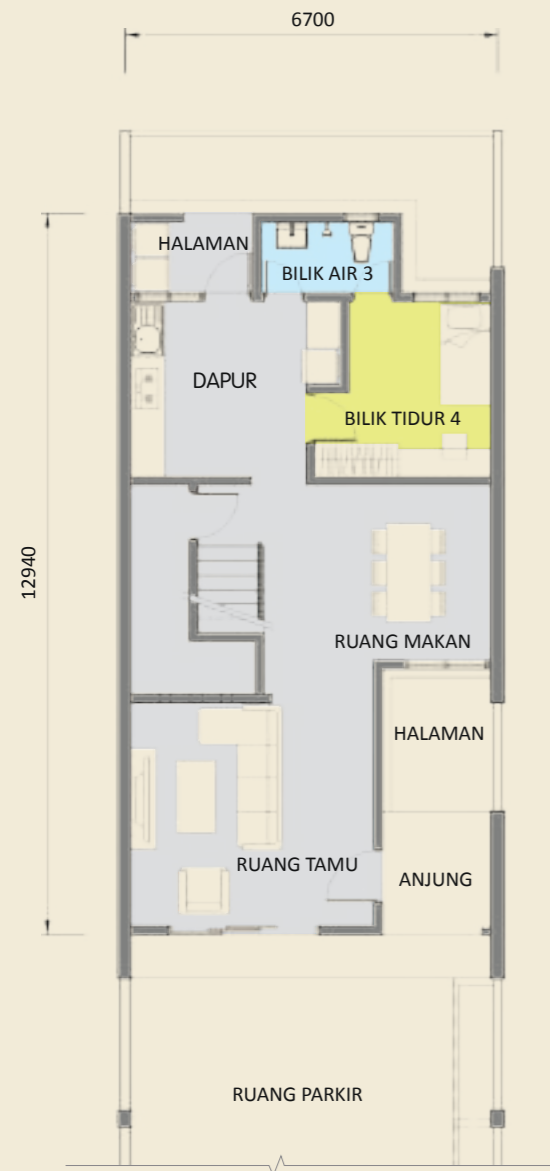 6700
HALAMAN
BILIK AIR 3
DAPUR
BILIK TIDUR 4
12940
RUANG MAKAN
HALAMAN
RUANG TAMU
ANJUNG
RUANG PARKIR